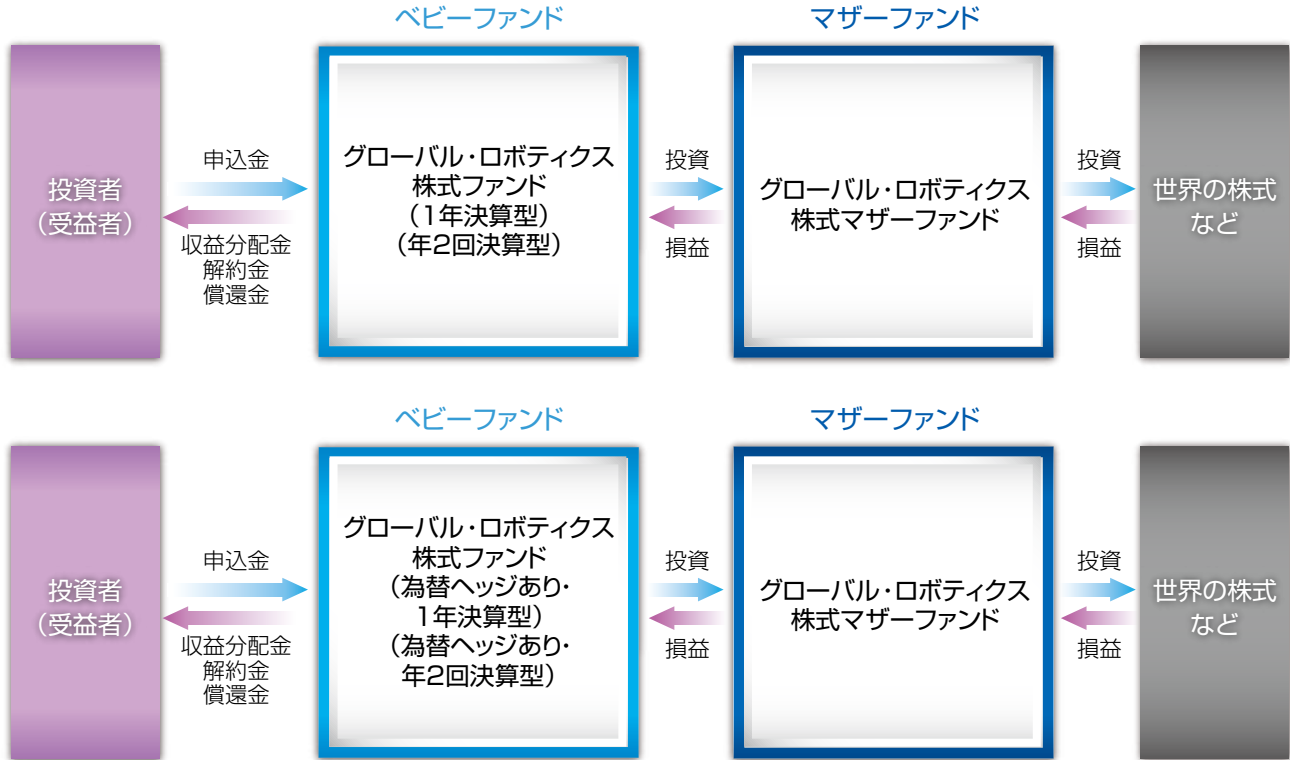 ベビーファンド
マザーファンド
投資者
（受益者）
申込金
収益分配金
解約金
償還金
グローバル・ロボティクス
株式ファンド
（1年決算型）
（年2回決算型）
投資
損益
グローバル・ロボティクス
株式マザーファンド
投資
損益
世界の株式
など
ベビーファンド
マザーファンド
投資者
（受益者）
申込金
収益分配金
解約金
償還金
グローバル・ロボティクス
株式ファンド
（為替ヘッジあり・
1年決算型）
（為替ヘッジあり・
年2回決算型）
投資
損益
グローバル・ロボティクス
株式マザーファンド
投資
損益
世界の株式
など